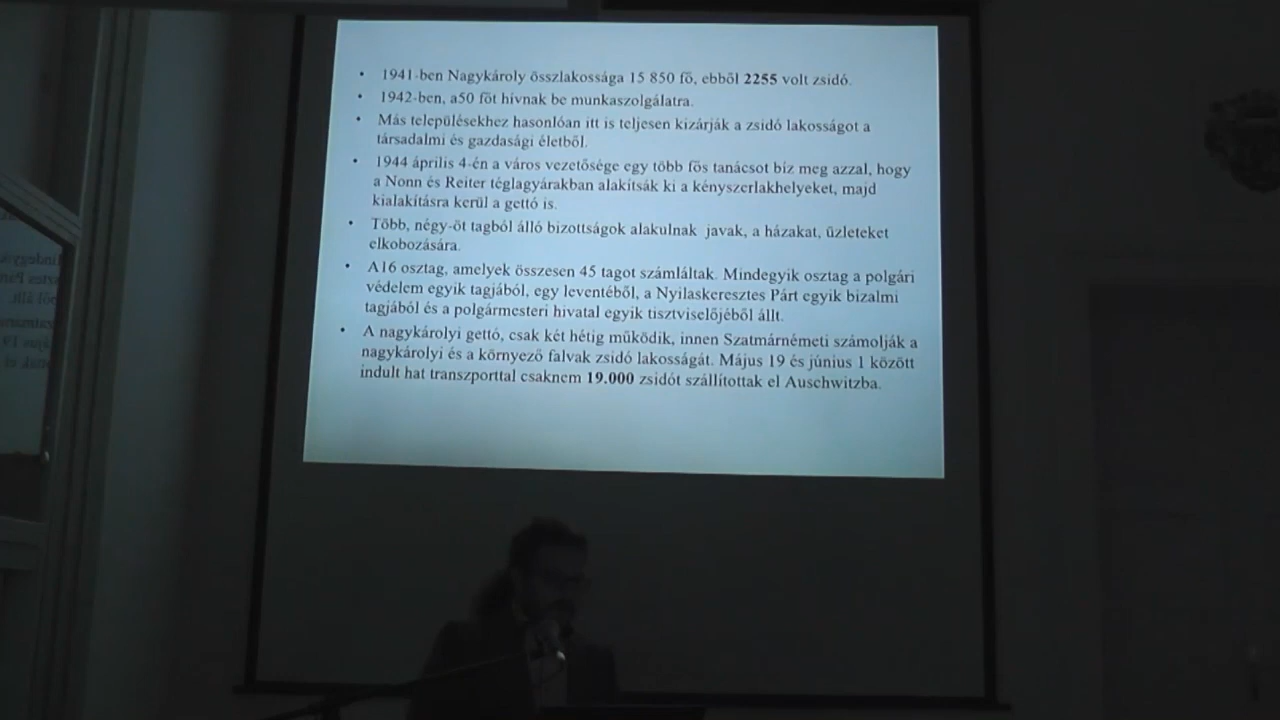 • 1941-ben Nagykároly összlakossága 15 850 fő, ebből 2255 volt zsidó.
• 1942-ben, a50 főt hívnak be munkaszolgálatra.
• Más településekhez hasonlóan itt is teljesen kizárják a zsidó lakosságot a
társadalmi és gazdasági életből.
• 1944 április 4-én a város vezetősége egy több fős tanácsot bíz meg azzal, hogy
a Nonn és Reiter téglagyárakban alakítsák ki a kényszerlakhelyeket, majd
kialakításra kerül a gettó is.
• Több, négy-öt tagból álló bizottságok alakulnak javak, a házakat, üzleteket
elkobozására.
• A16 osztag, amelyek összesen 45 tagot számláltak. Mindegyik osztag a polgári
védelem egyik tagjából, egy leventéből, a Nyilaskeresztes Párt egyik bizalmi
tagjából és a polgármesteri hivatal egyik tisztviselőjéből állt.
• A nagykárolyi gettó, csak két hétig működik, innen Szatmárnémeti számolják a
nagykárolyi és a környező falvak zsidó lakosságát. Május 19 és június 1 között
indult hat transzporttal csaknem 19.000 zsidót szállítottak el Auschwitzba.